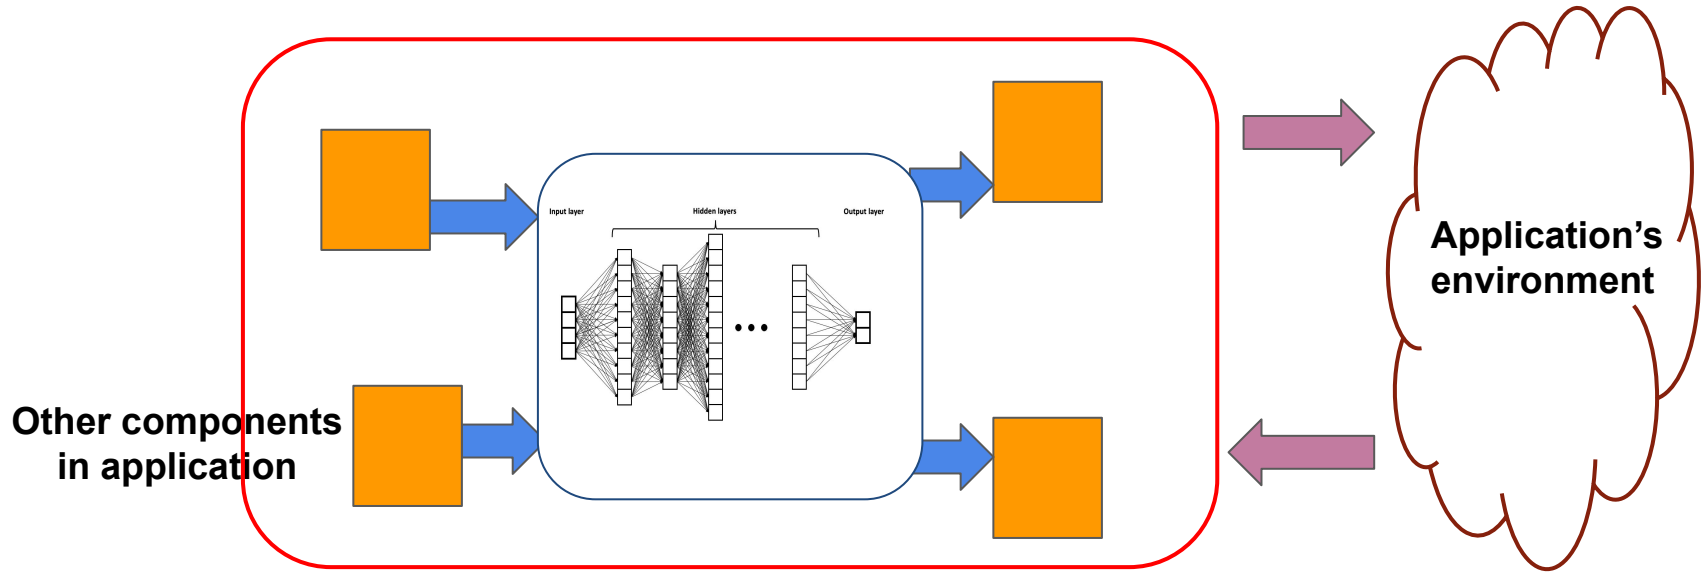 Input layer
Hidden layers
Output layer
Application's
environment
Other components
in application